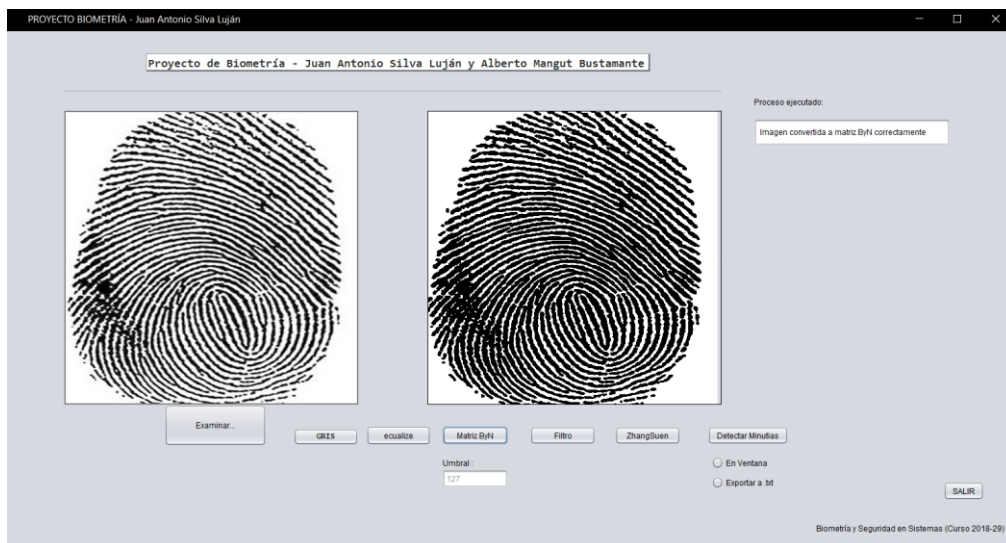 PROYECTO BIOMETRÍA - Juan Antonio Silva Luján
Proyecto de Biometría - Juan Antonio Silva Luján y Alberto Mangut Bustamante
Proceso ejecutado:
Imagen convertida a matriz ByN correctamente
Examinar...
GRIS
ecualize
Matriz ByN
Filtro
ZhangSuen
Detectar Minutias
Umbral :
127
En Ventana
Exportar a .txt
SALIR
Biometría y Seguridad en Sistemas (Curso 2018-29)